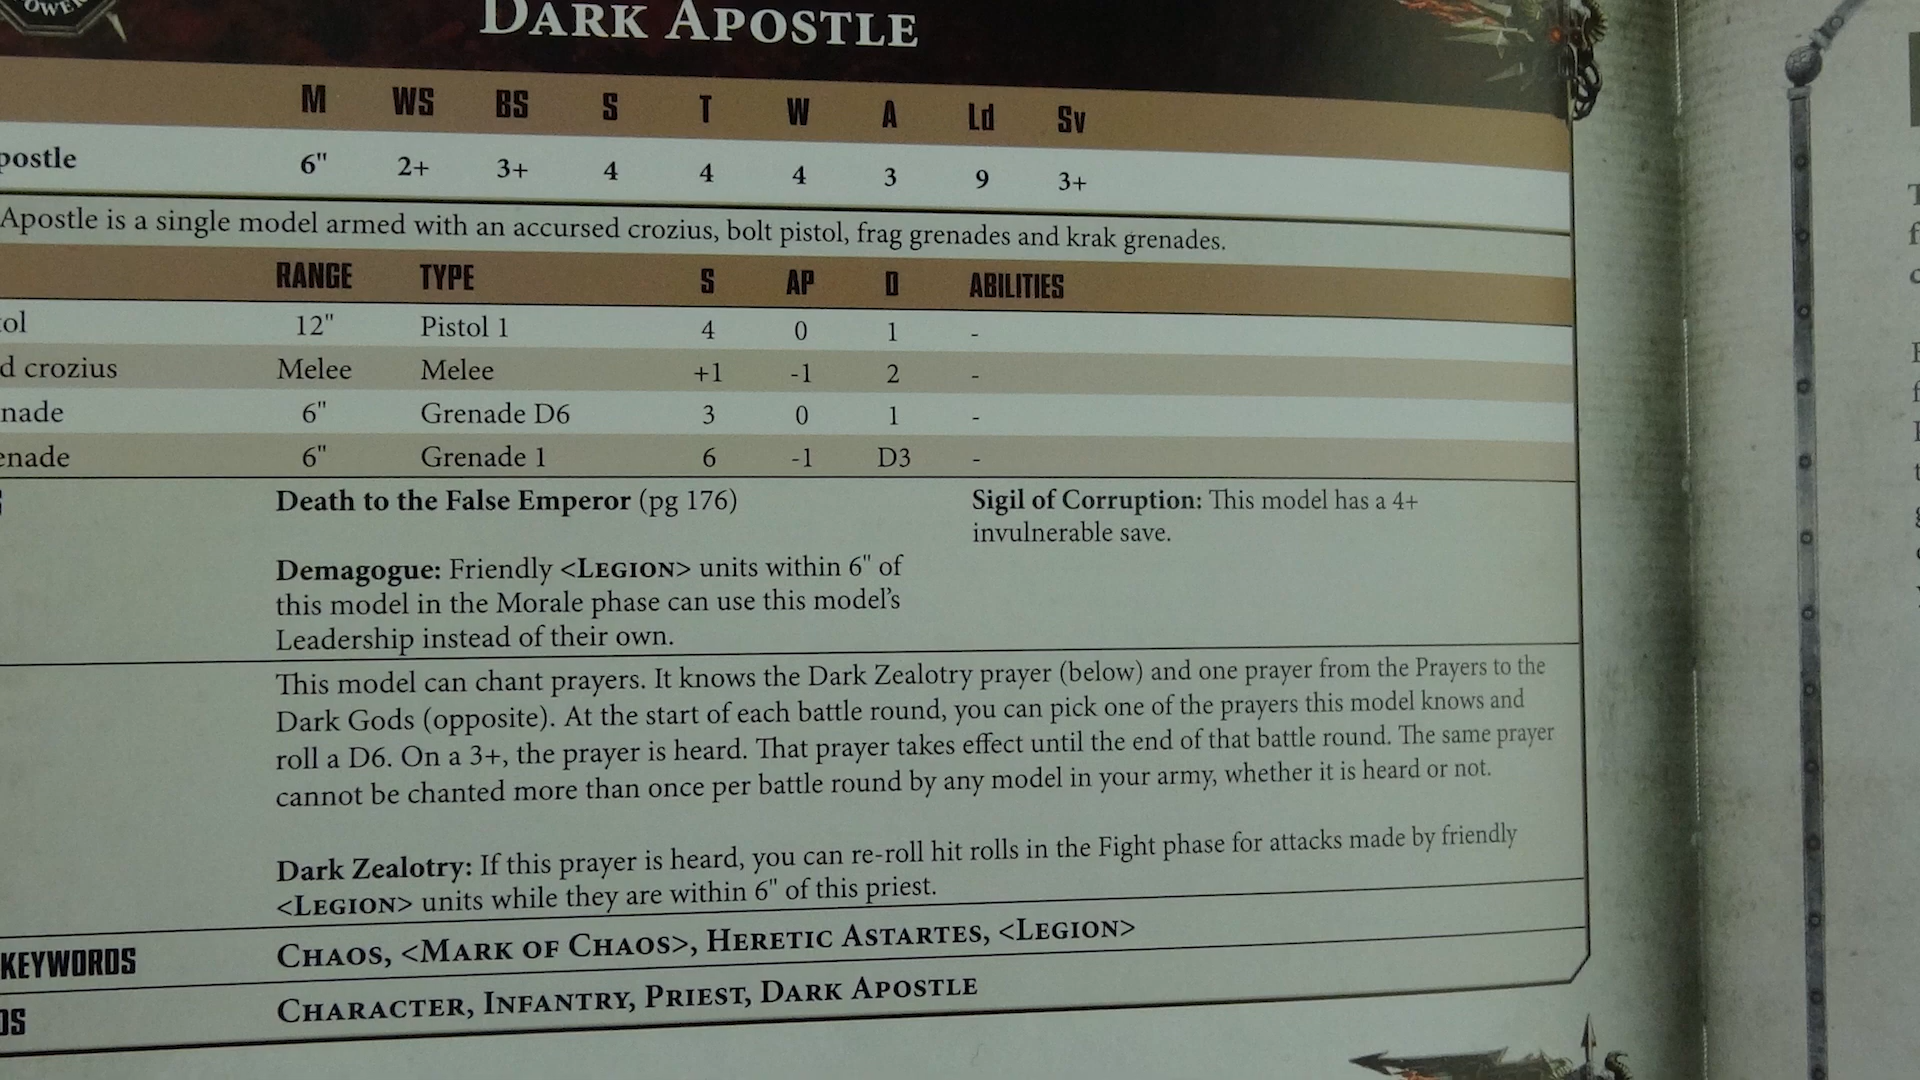 OWER
DARK APOSTLE
M WS BS S T W A Ld Sv
postle 6" 2+ 3+ 4 4 4 3 9 3+
Apostle is a single model armed with an accursed crozius, bolt pistol, frag grenades and krak grenades.
RANGE TYPE S AP D ABILITIES
tol 12" Pistol 1 4 0 1 -
d crozius Melee Melee +1 -1 2 -
nade 6" Grenade D6 3 0 1 -
enade 6" Grenade 1 6 -1 D3 -
Death to the False Emperor (pg 176)
Demagogue: Friendly <LEGION> units within 6" of
this model in the Morale phase can use this model's
Leadership instead of their own.
Sigil of Corruption: This model has a 4+
invulnerable save.
This model can chant prayers. It knows the Dark Zealotry prayer (below) and one prayer from the Prayers to the
Dark Gods (opposite). At the start of each battle round, you can pick one of the prayers this model knows and
roll a D6. On a 3+, the prayer is heard. That prayer takes effect until the end of that battle round. The same prayer
cannot be chanted more than once per battle round by any model in your army, whether it is heard or not.
Dark Zealotry: If this prayer is heard, you can re-roll hit rolls in the Fight phase for attacks made by friendly
<LEGION> units while they are within 6" of this priest.
KEYWORDS CHAOS, <MARK OF CHAOS>, HERETIC ASTARTES, <LEGION>
DS CHARACTER, INFANTRY, PRIEST, DARK APOSTLE